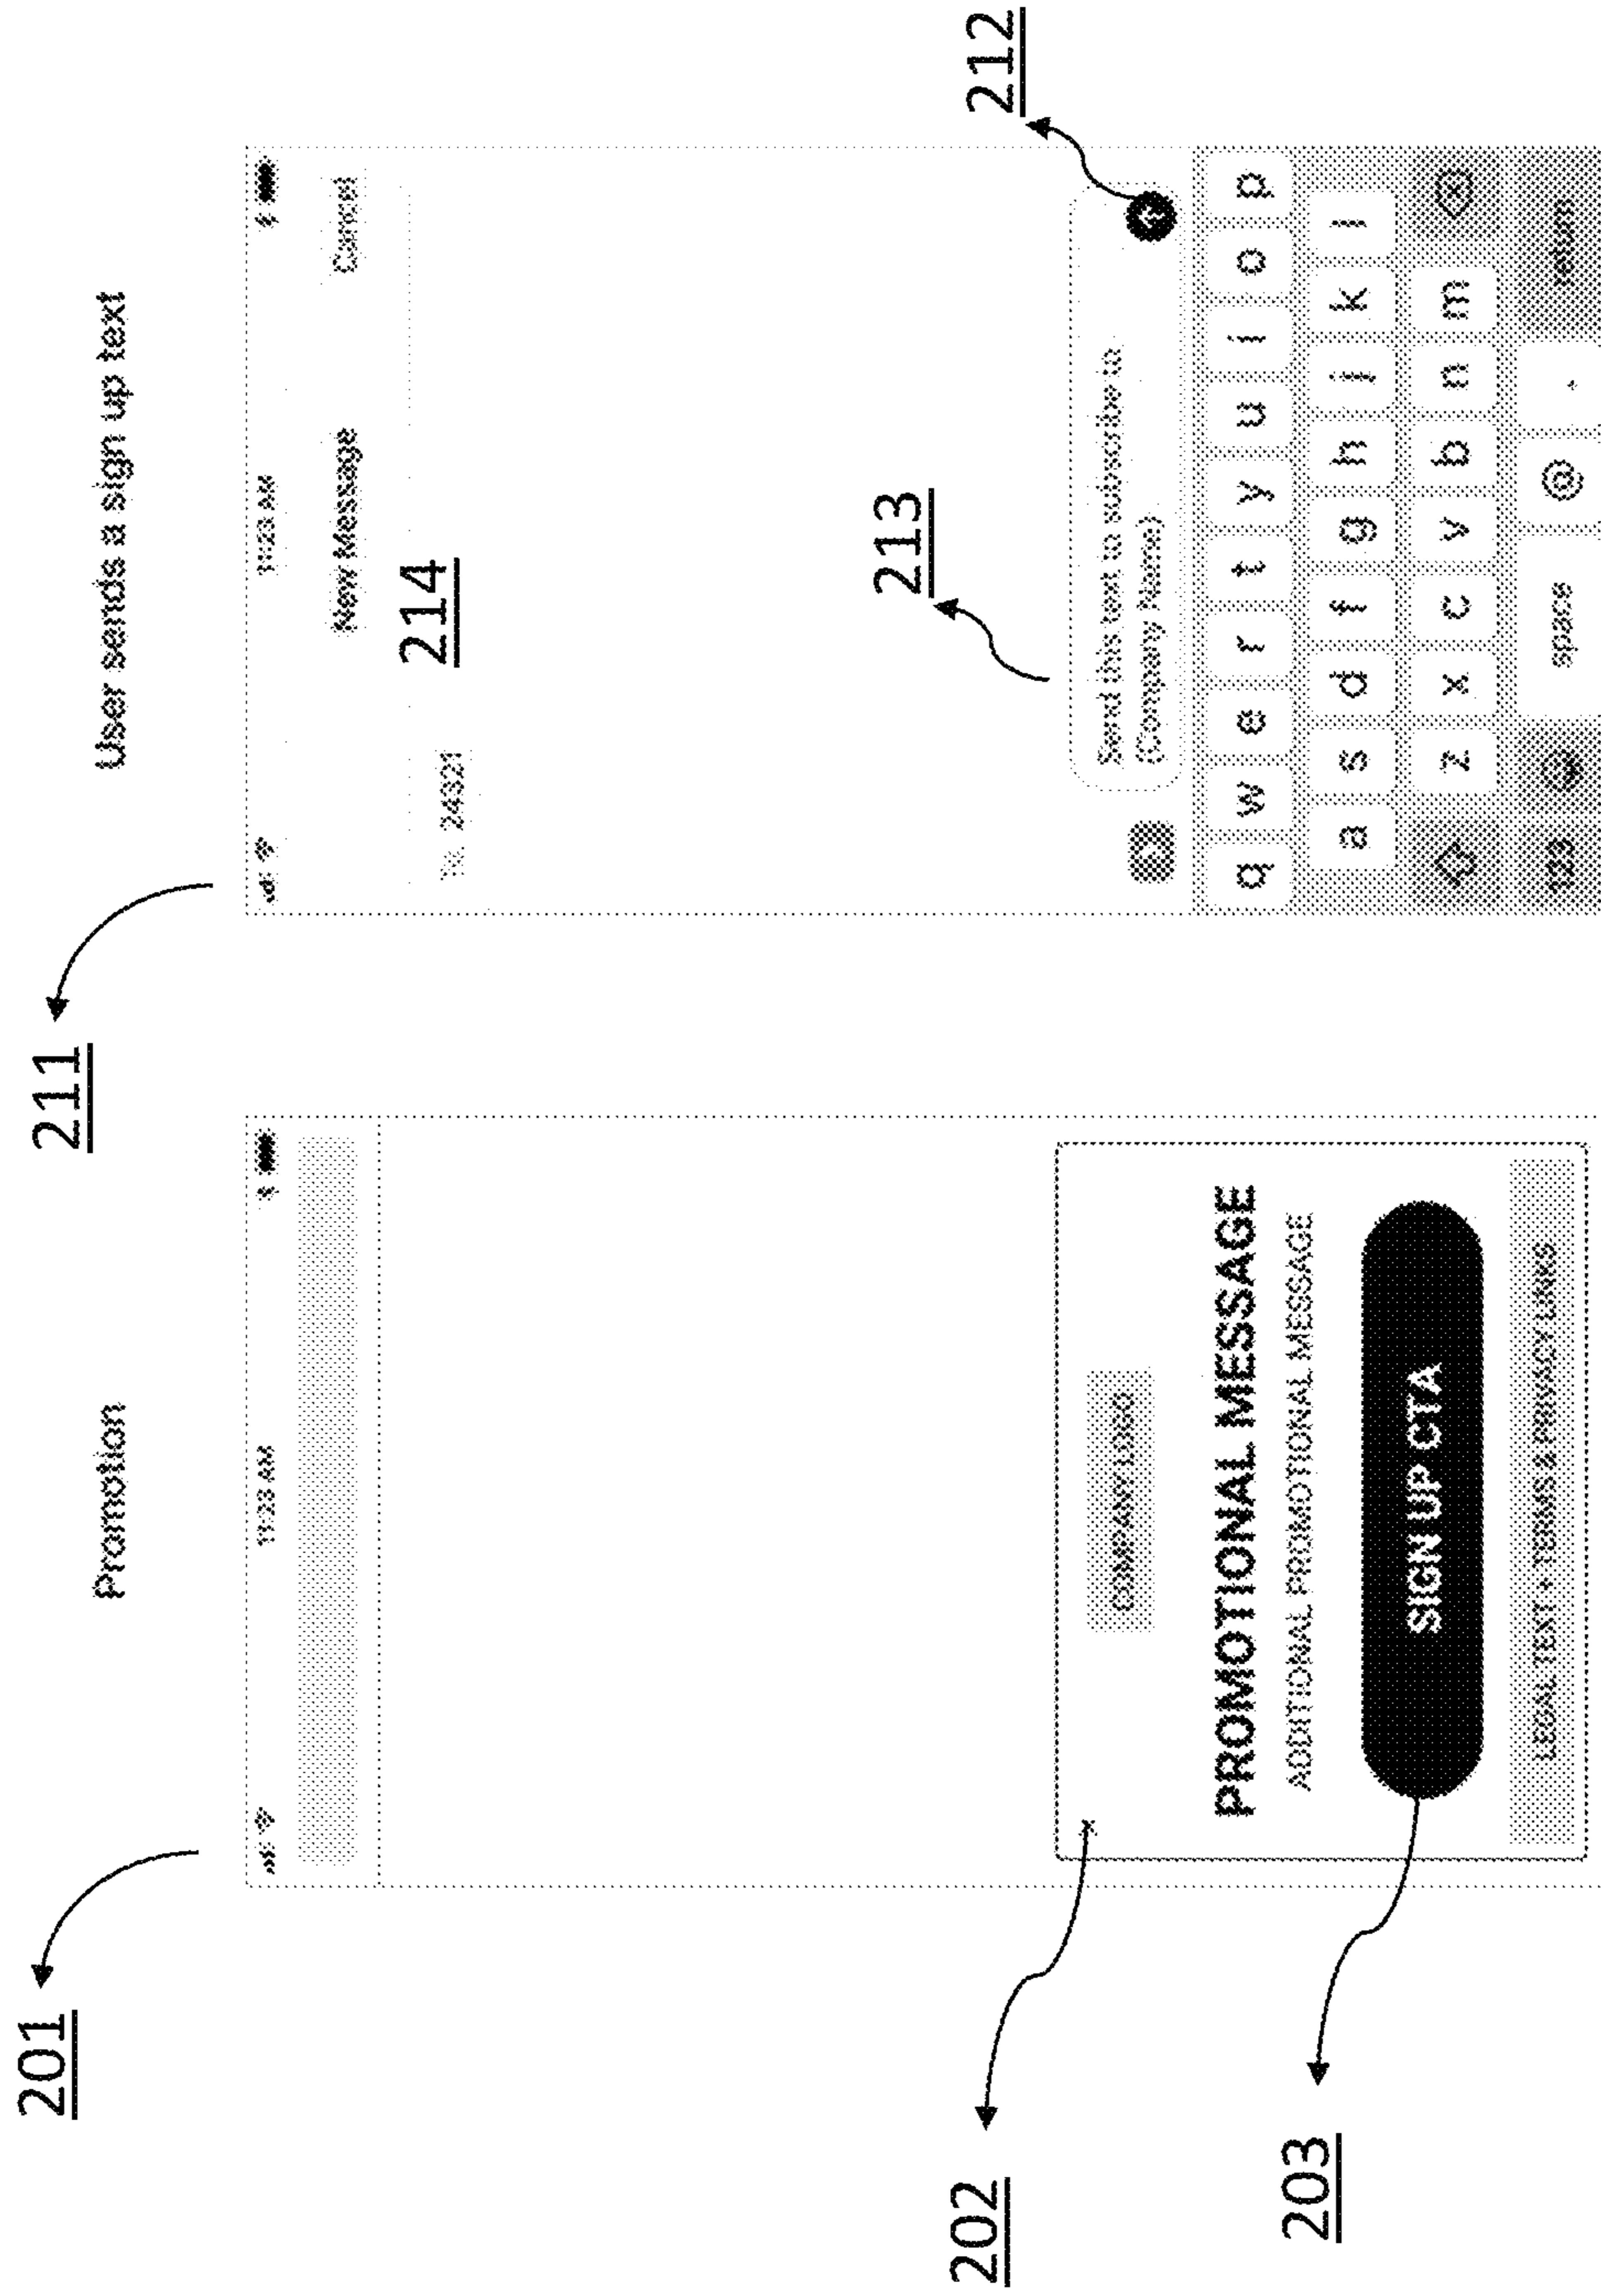 201
Promotion
11:23 AM
202
COMPANY LOGO
x
PROMOTIONAL MESSAGE
ADDITIONAL PROMOTIONAL MESSAGE
203
SIGN UP CTA
LEGAL TEXT + TERMS & PRIVACY LINKS
211
User sends a sign up text
11:23 AM
New Message
Cancel
214
24321
212
213
Send this text to subscribe to
(Company Name)
q w e r t y u i o p
a s d f g h j k l
z x c v b n m
123 space @ . return